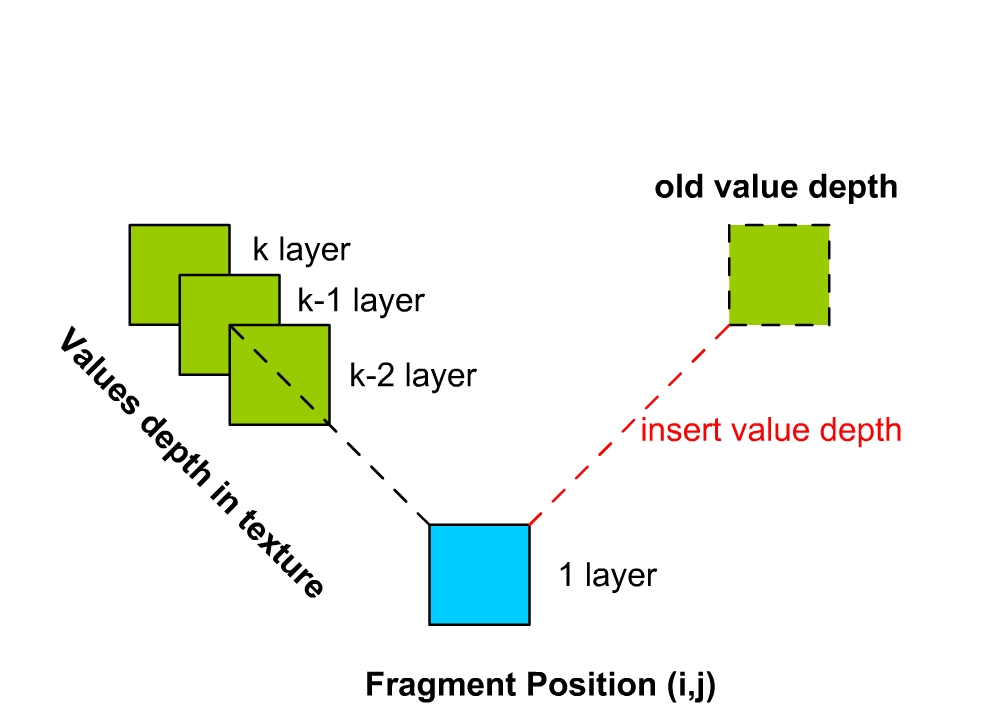 old value depth
k layer
k-1 layer
k-2 layer
Values depth in texture
insert value depth
1 layer
Fragment Position (i,j)